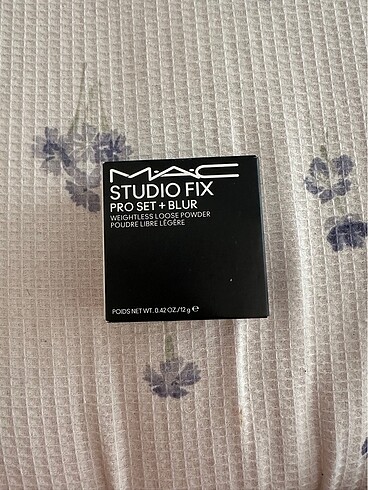 M·A·C
STUDIO FIX
PRO SET + BLUR
WEIGHTLESS LOOSE POWDER
POUDRE LIBRE LÉGÈRE
POIDS NET WT. 0.42 OZ./12 g ℮